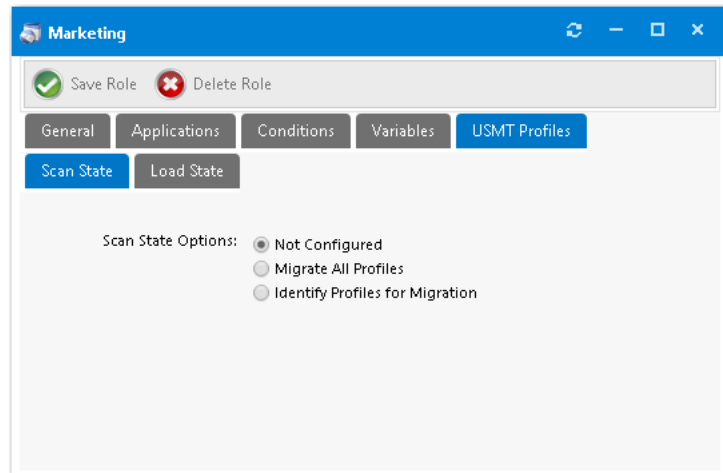 Marketing
Save Role Delete Role
General Applications Conditions Variables USMT Profiles
Scan State Load State
Scan State Options: Not Configured
Migrate All Profiles
Identify Profiles for Migration